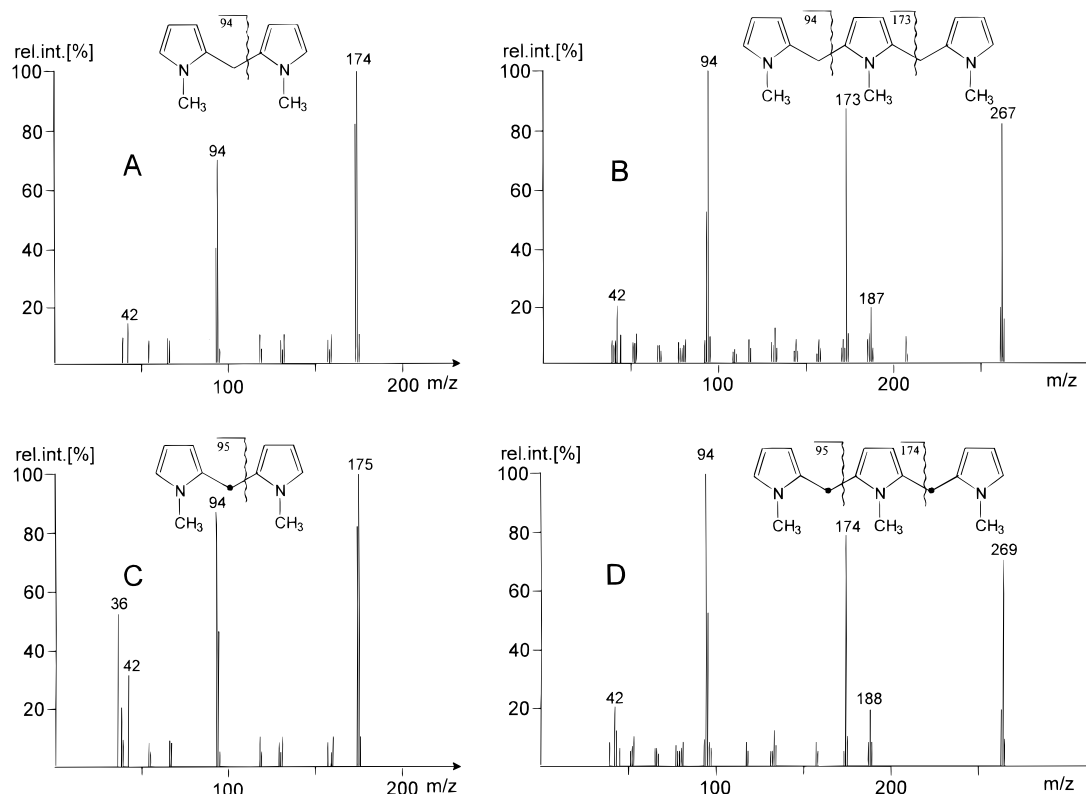 94
rel.int.[%]
N
N
CH₃
CH₃
100
80
60
40
20
A
42
94
174
100
200
m/z
94
173
rel.int.[%]
N
N
N
CH₃
CH₃
CH₃
100
80
60
40
20
B
42
94
173
187
267
100
200
m/z
95
rel.int.[%]
N
N
CH₃
CH₃
100
80
60
40
20
C
36
42
94
175
100
200
m/z
95
174
rel.int.[%]
N
N
N
CH₃
CH₃
CH₃
100
80
60
40
20
D
42
94
174
188
269
100
200
m/z